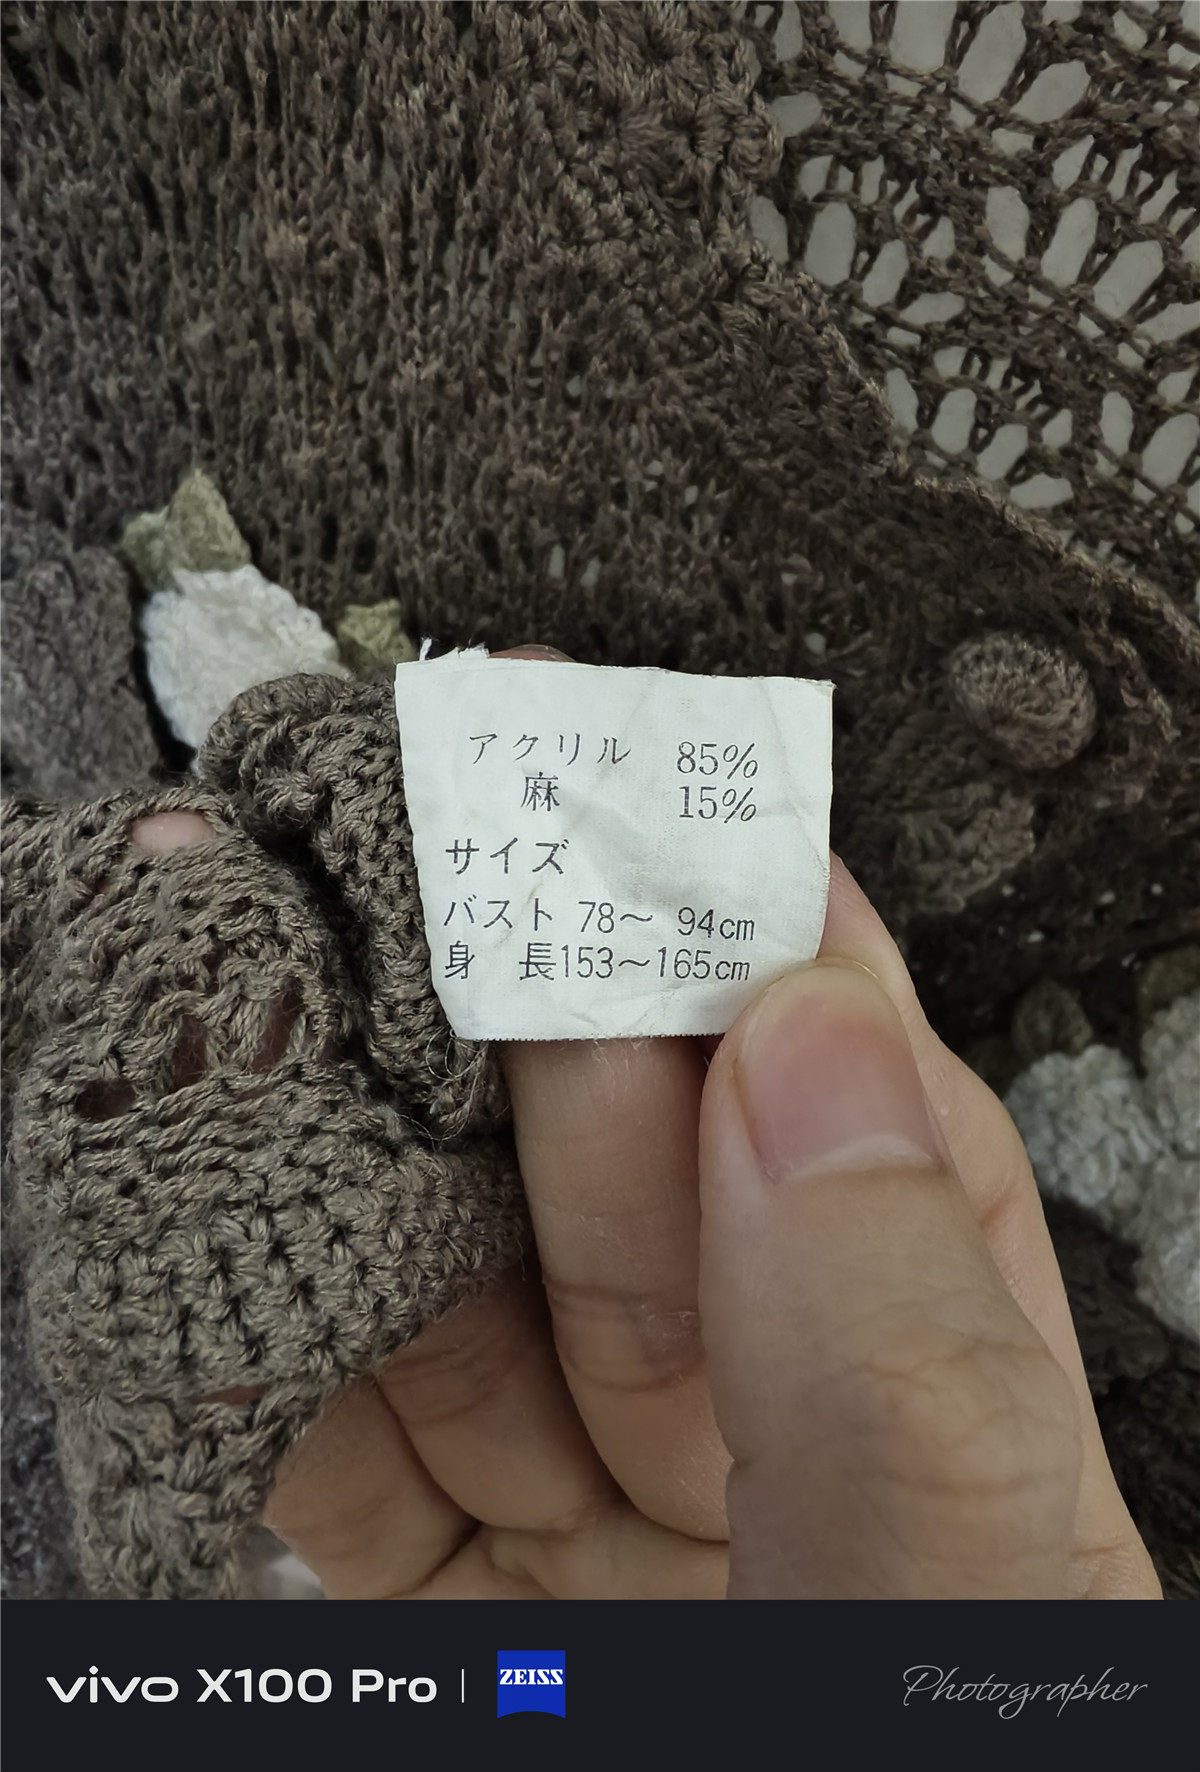 アクリル 85%
麻 15%
サイズ
バスト 78～ 94cm
身 長153～165cm
vivo X100 Pro | ZEISS
Photographer